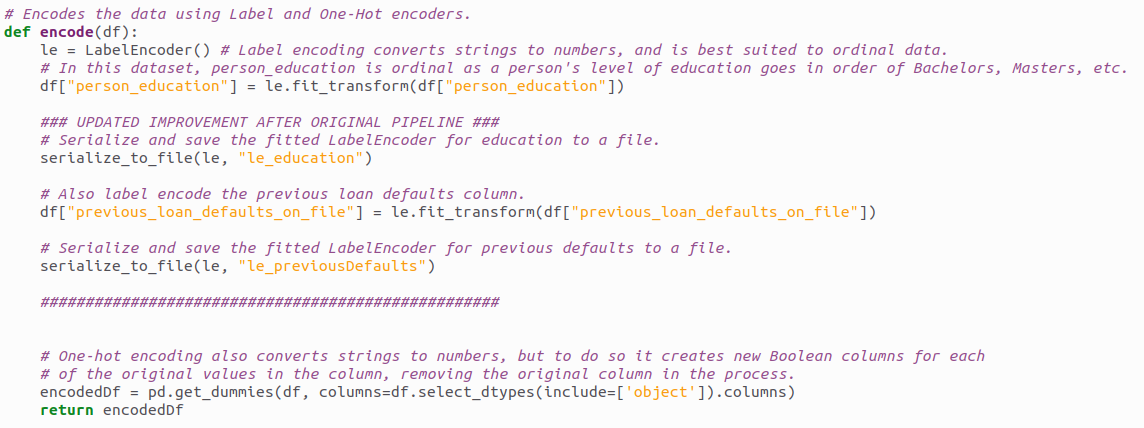 # Encodes the data using Label and One-Hot encoders.
def encode(df):
    le = LabelEncoder() # Label encoding converts strings to numbers, and is best suited to ordinal data.
    # In this dataset, person_education is ordinal as a person's level of education goes in order of Bachelors, Masters, etc.
    df["person_education"] = le.fit_transform(df["person_education"])

    ### UPDATED IMPROVEMENT AFTER ORIGINAL PIPELINE ###
    # Serialize and save the fitted LabelEncoder for education to a file.
    serialize_to_file(le, "le_education")

    # Also label encode the previous loan defaults column.
    df["previous_loan_defaults_on_file"] = le.fit_transform(df["previous_loan_defaults_on_file"])

    # Serialize and save the fitted LabelEncoder for previous defaults to a file.
    serialize_to_file(le, "le_previousDefaults")

    ###################################################

    # One-hot encoding also converts strings to numbers, but to do so it creates new Boolean columns for each
    # of the original values in the column, removing the original column in the process.
    encodedDf = pd.get_dummies(df, columns=df.select_dtypes(include=['object']).columns)
    return encodedDf